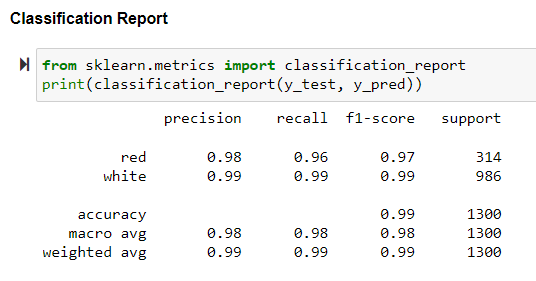 Classification Report
from sklearn.metrics import classification_report
print(classification_report(y_test, y_pred))
precision recall f1-score support
red 0.98 0.96 0.97 314
white 0.99 0.99 0.99 986
accuracy 0.99 1300
macro avg 0.98 0.98 0.98 1300
weighted avg 0.99 0.99 0.99 1300